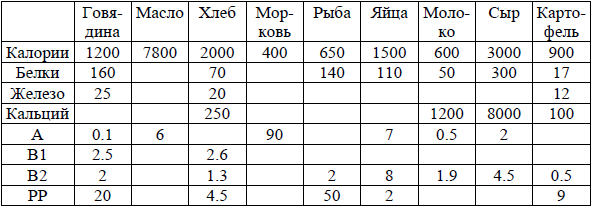 Говя-дина Масло Хлеб Мор-ковь Рыба Яйца Моло-ко Сыр Карто-фель
Калории 1200 7800 2000 400 650 1500 600 3000 900
Белки 160 70 140 110 50 300 17
Железо 25 20 12
Кальций 250 1200 8000 100
А 0.1 6 90 7 0.5 2
В1 2.5 2.6
В2 2 1.3 2 8 1.9 4.5 0.5
РР 20 4.5 50 2 9